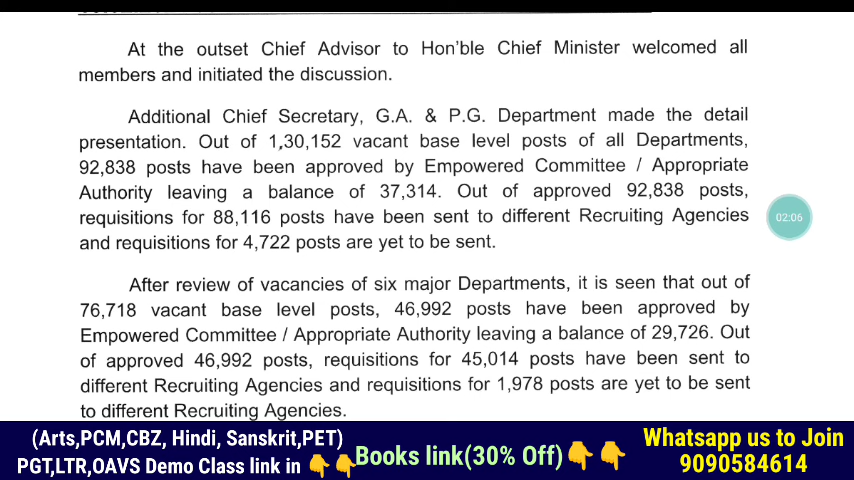 At the outset Chief Advisor to Hon'ble Chief Minister welcomed all
members and initiated the discussion.
Additional Chief Secretary, G.A. & P.G. Department made the detail
presentation. Out of 1,30,152 vacant base level posts of all Departments,
92,838 posts have been approved by Empowered Committee / Appropriate
Authority leaving a balance of 37,314. Out of approved 92,838 posts,
requisitions for 88,116 posts have been sent to different Recruiting Agencies
and requisitions for 4,722 posts are yet to be sent.
02:06
After review of vacancies of six major Departments, it is seen that out of
76,718 vacant base level posts, 46,992 posts have been approved by
Empowered Committee / Appropriate Authority leaving a balance of 29,726. Out
of approved 46,992 posts, requisitions for 45,014 posts have been sent to
different Recruiting Agencies and requisitions for 1,978 posts are yet to be sent
to different Recruiting Agencies.
(Arts,PCM,CBZ, Hindi, Sanskrit,PET)
PGT,LTR,OAVS Demo Class link in 👇👇
Books link(30% Off)👇👇
Whatsapp us to Join
9090584614